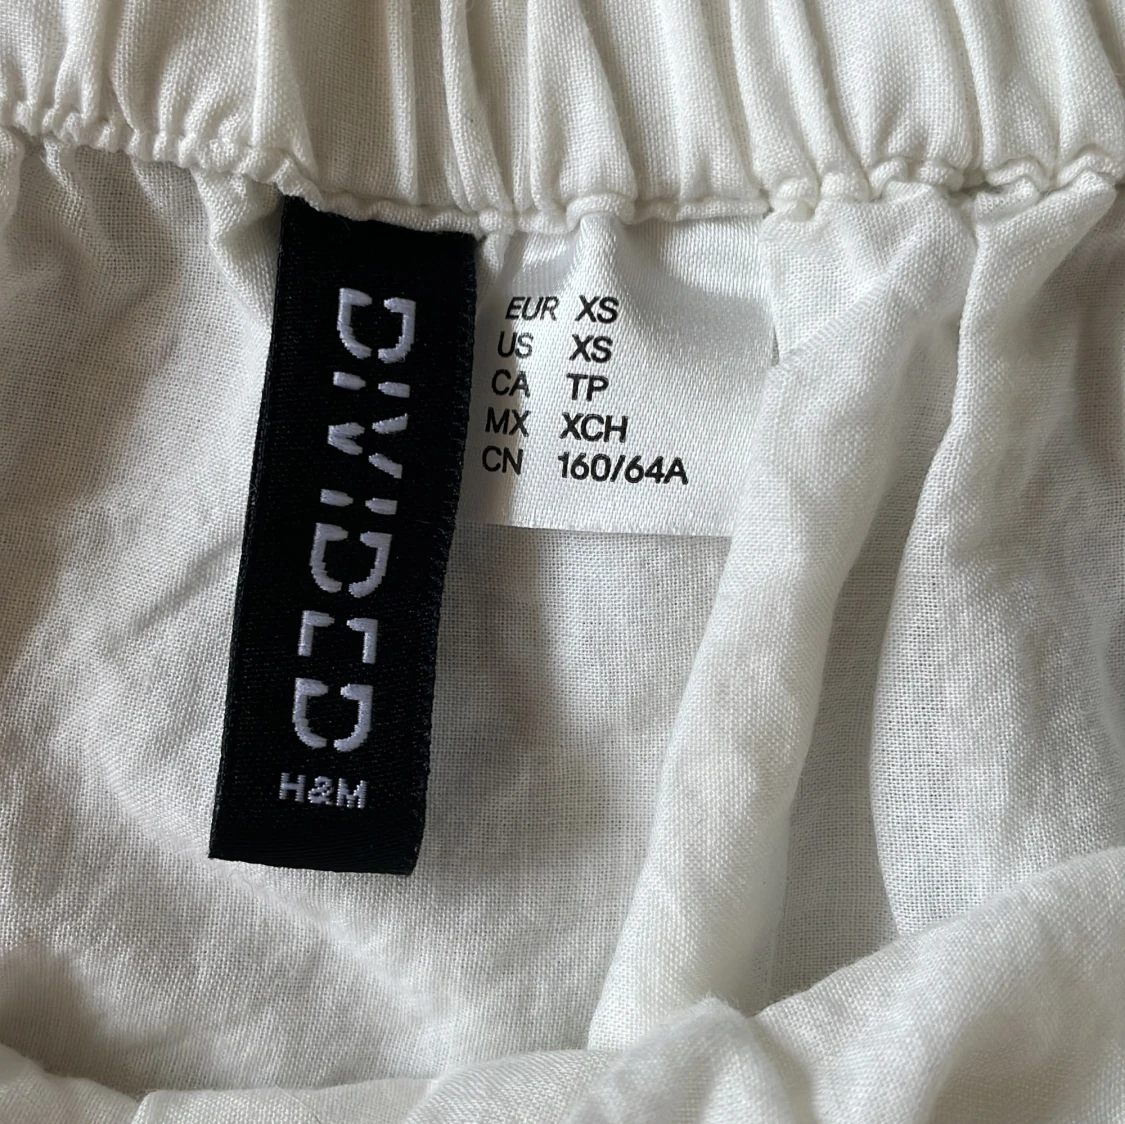 DIVIDED
H&M
EUR XS
US XS
CA TP
MX XCH
CN 160/64A